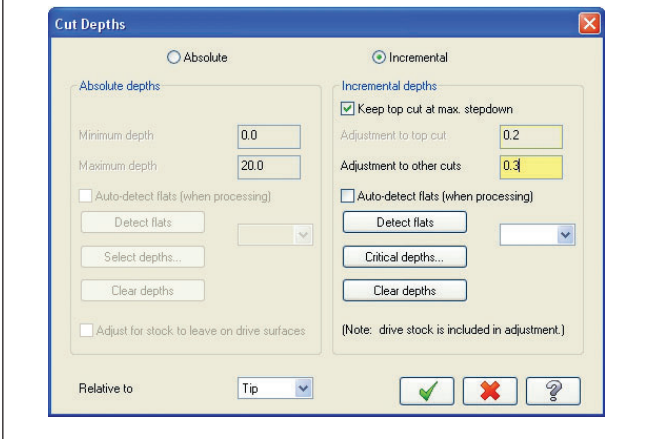 Cut Depths
Absolute
Incremental
Absolute depths
Minimum depth 0.0
Maximum depth 20.0
Auto-detect flats (when processing)
Detect flats
Select depths...
Clear depths
Adjust for stock to leave on drive surfaces
Incremental depths
Keep top cut at max. stepdown
Adjustment to top cut 0.2
Adjustment to other cuts 0.3
Auto-detect flats (when processing)
Detect flats
Critical depths...
Clear depths
(Note: drive stock is included in adjustment.)
Relative to Tip